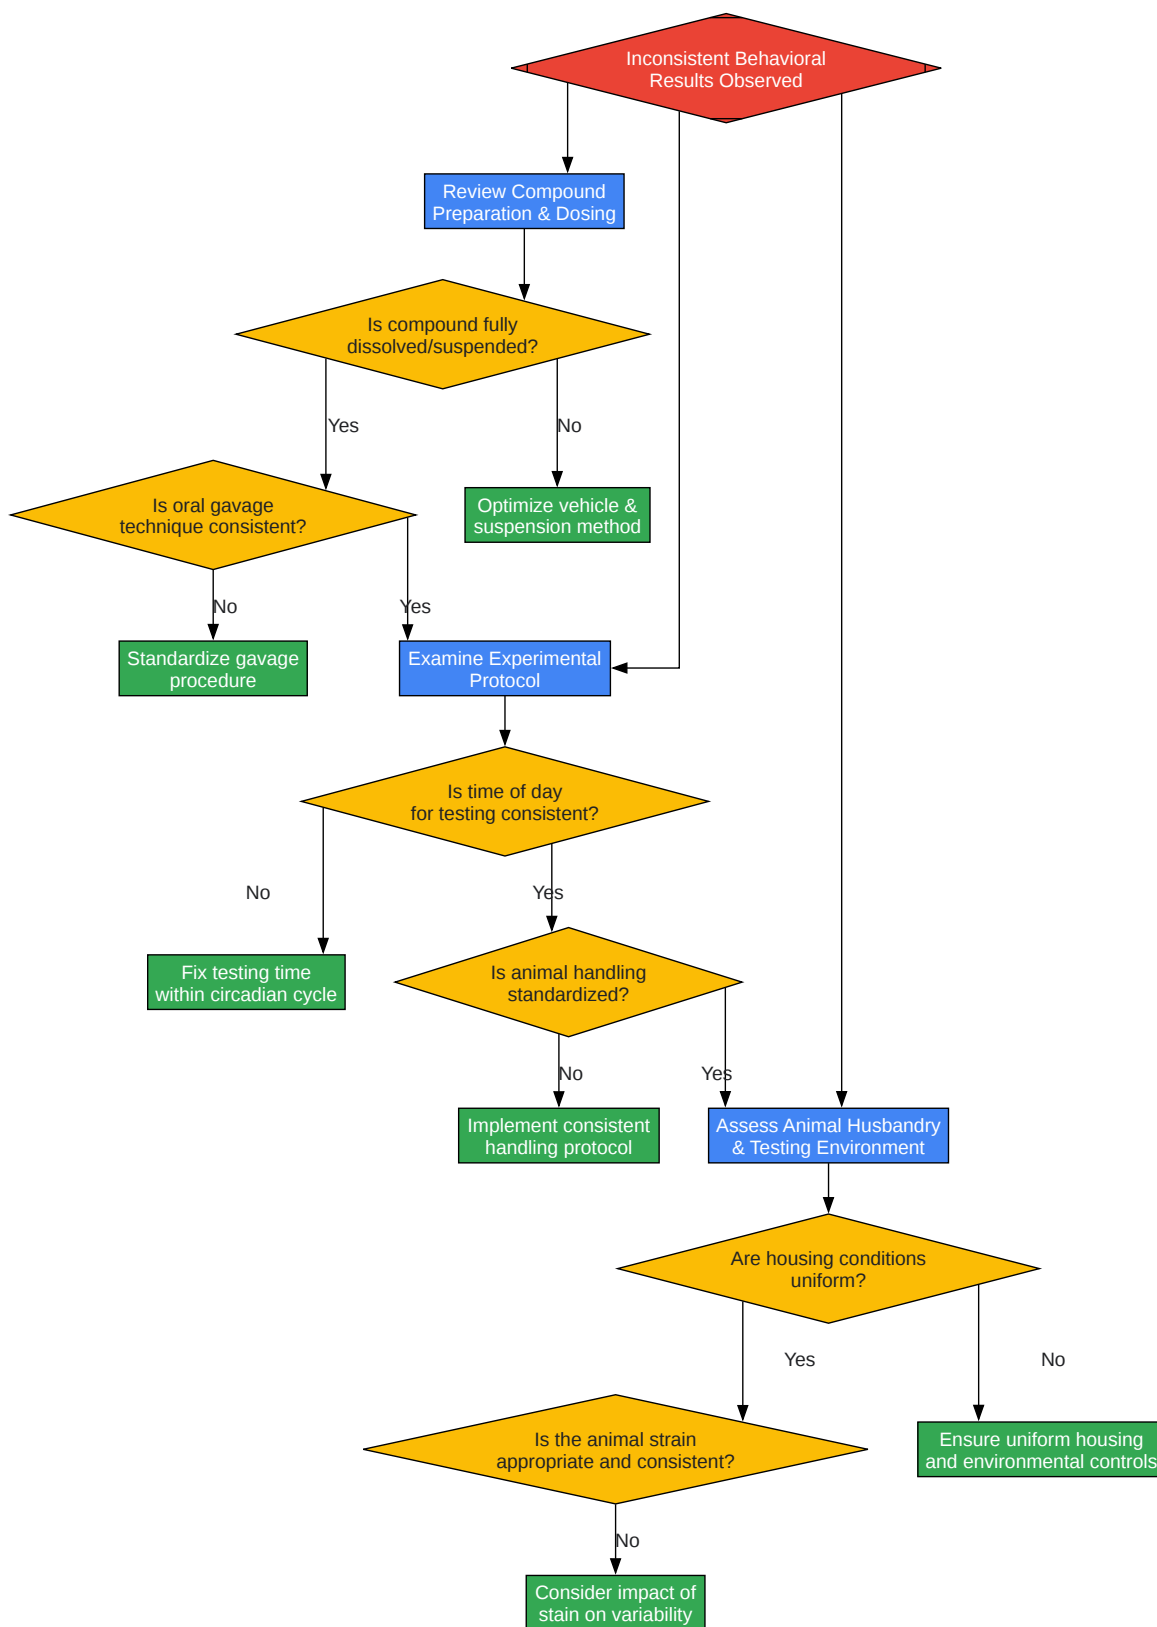 Inconsistent Behavioral
Results Observed
Review Compound
Preparation & Dosing
Is compound fully
dissolved/suspended?
Yes
No
Is oral gavage
technique consistent?
Optimize vehicle &
suspension method
No
Yes
Standardize gavage
procedure
Examine Experimental
Protocol
Is time of day
for testing consistent?
No
Yes
Fix testing time
within circadian cycle
Is animal handling
standardized?
No
Yes
Implement consistent
handling protocol
Assess Animal Husbandry
& Testing Environment
Are housing conditions
uniform?
Yes
No
Is the animal strain
appropriate and consistent?
Ensure uniform housing
and environmental controls
No
Consider impact of
stain on variability